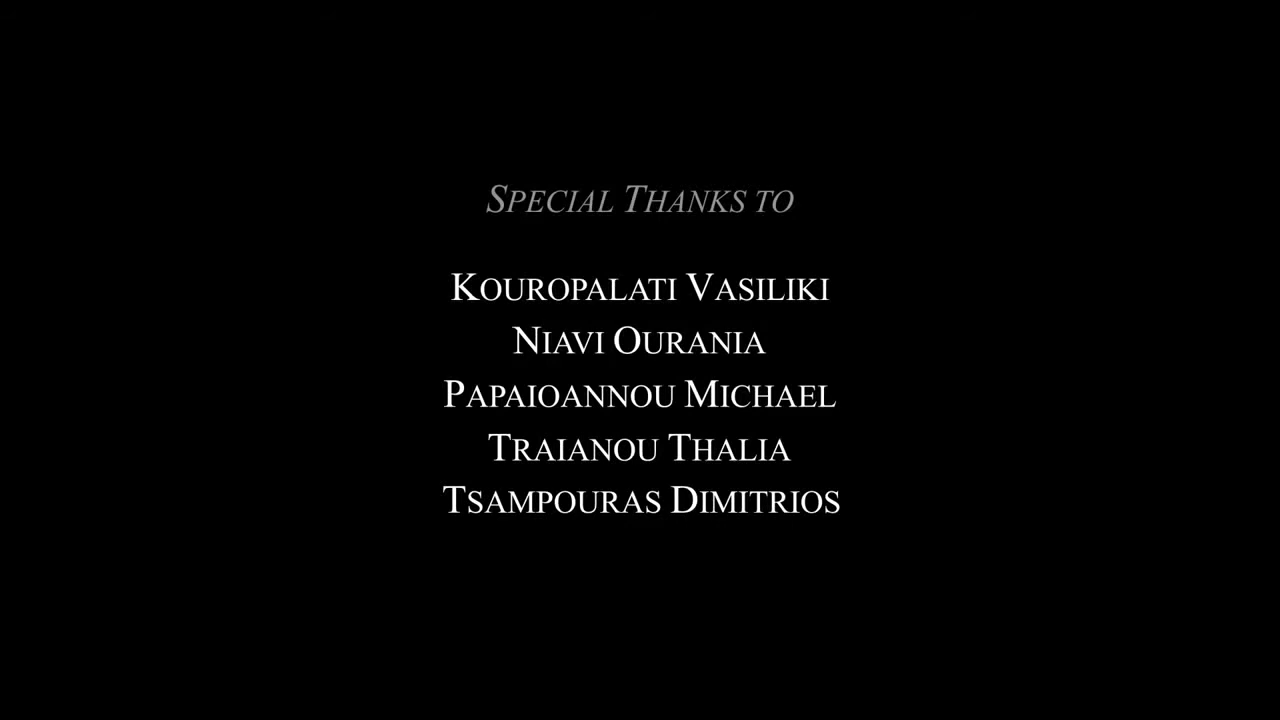 Special Thanks to
Kouropalati Vasiliki
Niavi Ourania
Papaioannou Michael
Traianou Thalia
Tsampouras Dimitrios